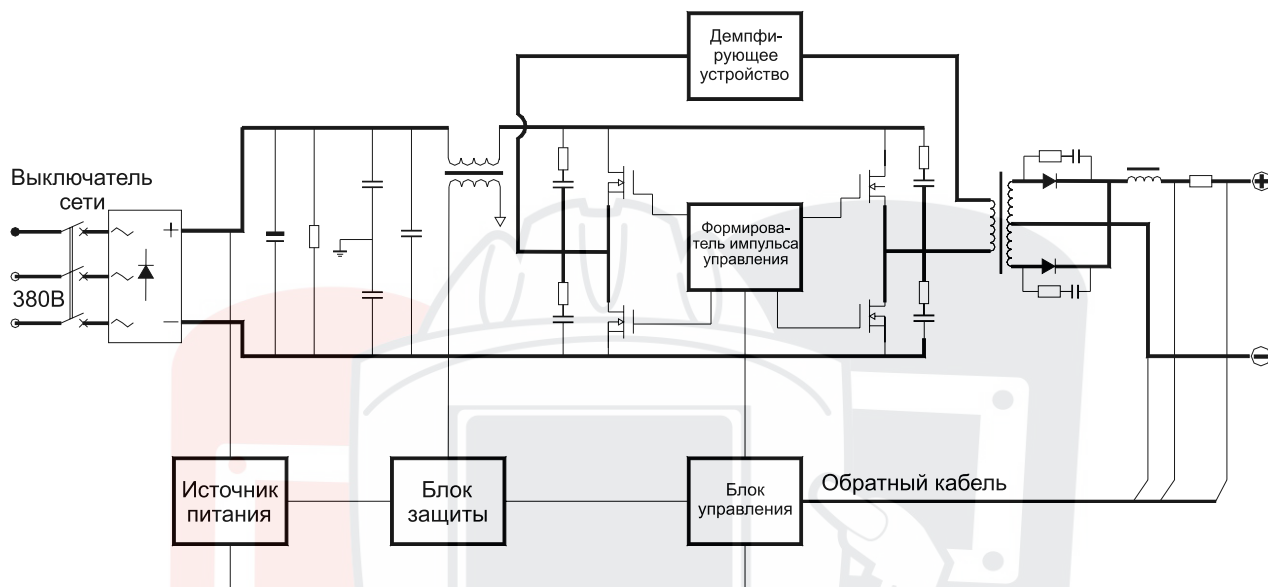 Демпфи-
рующее
устройство
Выключатель
сети
+
380В
−
Формирова-
тель импульса
управления
+
−
Источник
питания
Блок
защиты
Блок
управления
Обратный кабель